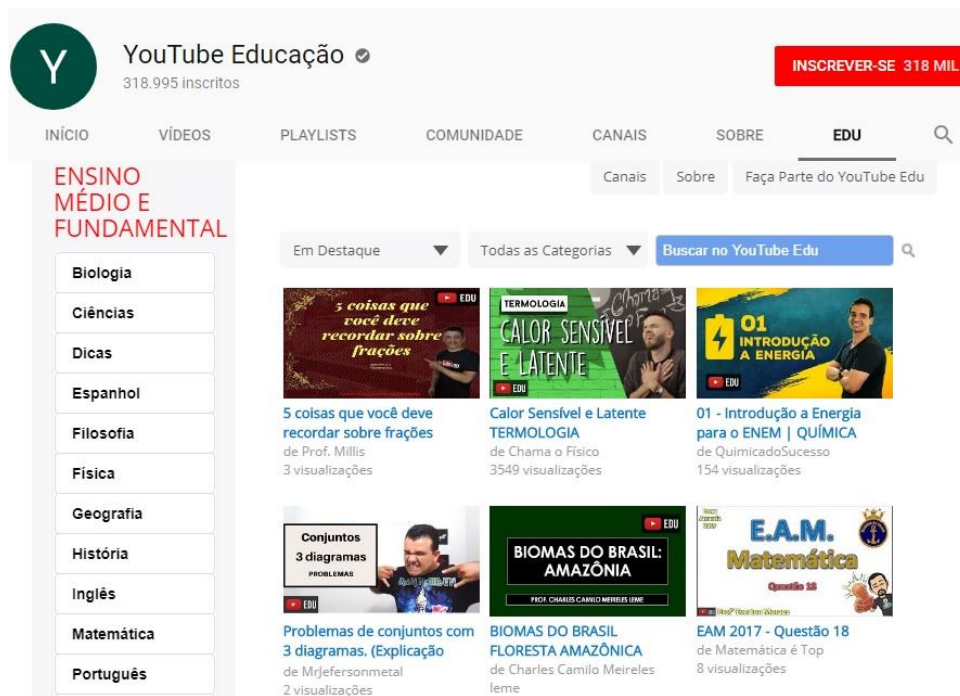 Y
YouTube Educação
318.995 inscritos
INSCREVER-SE 318 MIL
INÍCIO VÍDEOS PLAYLISTS COMUNIDADE CANAIS SOBRE EDU
ENSINO
MÉDIO E
FUNDAMENTAL
Biologia
Ciências
Dicas
Espanhol
Filosofia
Física
Geografia
História
Inglês
Matemática
Português
Canais Sobre Faça Parte do YouTube Edu
Em Destaque Todas as Categorias Buscar no YouTube Edu
EDU
5 coisas que
você deve
recordar sobre
frações
5 coisas que você deve
recordar sobre frações
de Prof. Millis
3 visualizações
TERMOLOGIA
CALOR SENSÍVEL
E LATENTE
Chama
EDU
Calor Sensível e Latente
TERMOLOGIA
de Chama o Físico
3549 visualizações
01
INTRODUÇÃO
A ENERGIA
EDU
01 - Introdução a Energia
para o ENEM | QUÍMICA
de QuimicadoSucesso
154 visualizações
Conjuntos
3 diagramas
PROBLEMAS
EDU
Problemas de conjuntos com
3 diagramas. (Explicação
de MrJefersonmetal
2 visualizações
EDU
BIOMAS DO BRASIL:
AMAZÔNIA
PROF. CHARLES CAMILO MEIRELES LEME
BIOMAS DO BRASIL
FLORESTA AMAZÔNICA
de Charles Camilo Meireles
leme
E.A.M.
Matemática
Questão 18
EAM 2017 - Questão 18
de Matemática é Top
8 visualizações